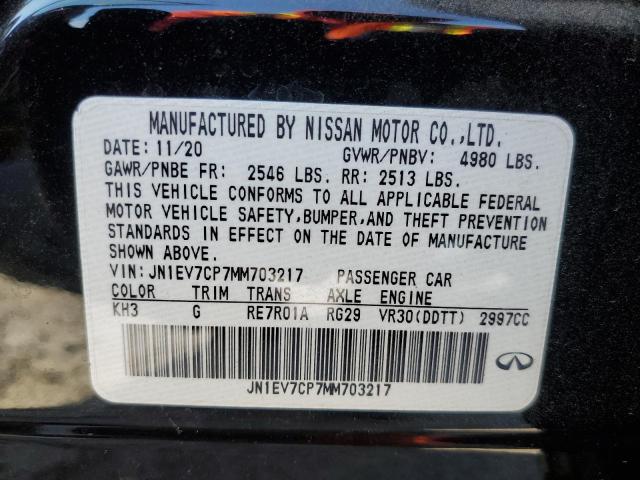 MANUFACTURED BY NISSAN MOTOR CO.,LTD.
DATE: 11/20 GVWR/PNBV: 4980 LBS.
GAWR/PNBE FR: 2546 LBS. RR: 2513 LBS.
THIS VEHICLE CONFORMS TO ALL APPLICABLE FEDERAL
MOTOR VEHICLE SAFETY,BUMPER,AND THEFT PREVENTION
STANDARDS IN EFFECT ON THE DATE OF MANUFACTURE
SHOWN ABOVE.
VIN:JN1EV7CP7MM703217 PASSENGER CAR
COLOR TRIM TRANS AXLE ENGINE
KH3 G RE7R01A RG29 VR30(DDTT) 2997CC
JN1EV7CP7MM703217